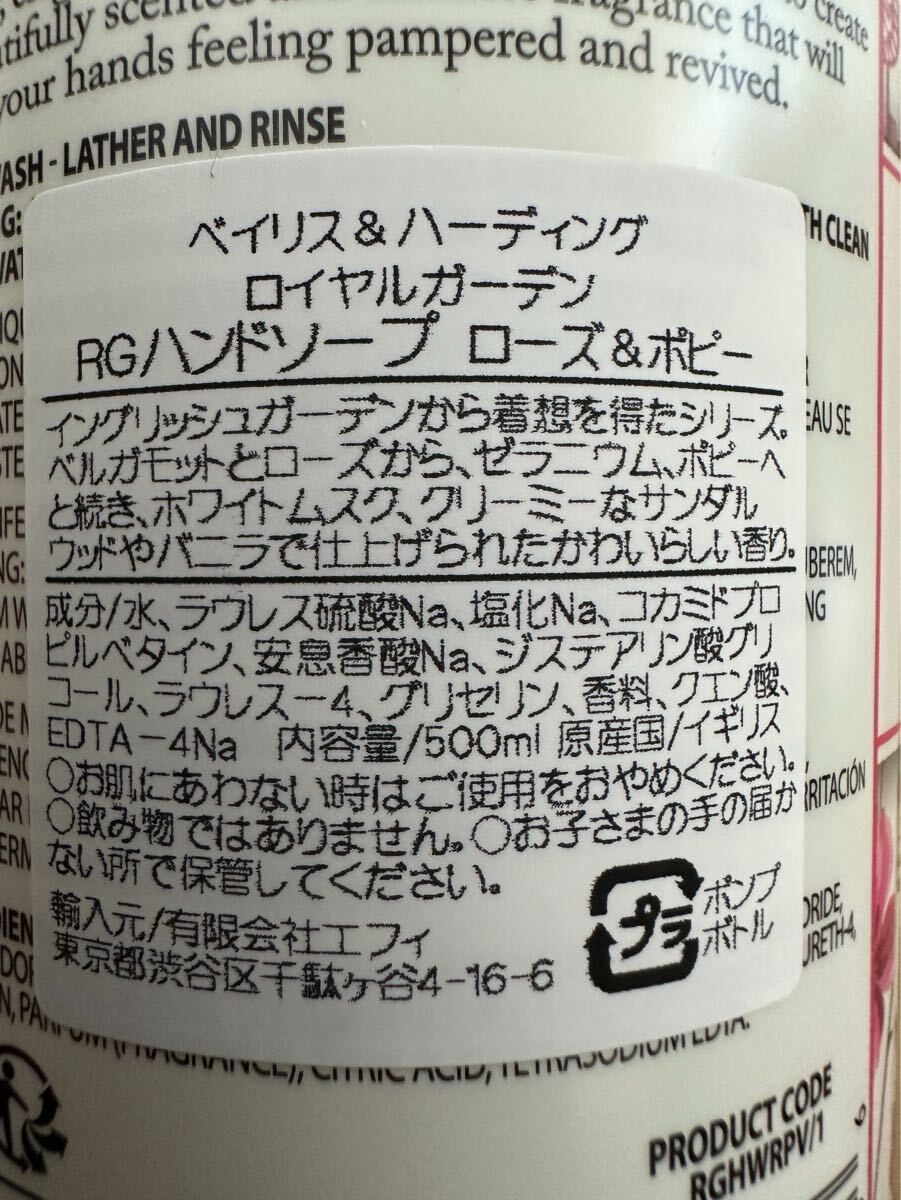 scented
fragrance that will
create
your hands feeling pampered and revived.
- LATHER AND RINSE
CLEAN
ベイリス&ハーディング
ロイヤルガーデン
RGハンドソープ ローズ&ポピー
イングリッシュガーデンから着想を得たシリーズ。
EAU SE
ベルガモットとローズから、ゼラニウム、ポピーへ
と続き、ホワイトムスク、クリーミーなサンダル
ウッドやバニラで仕上げられたかわいらしい香り。
成分/水、ラウレス硫酸Na、塩化Na、コカミドプロ
ピルベタイン、安息香酸Na、ジステアリン酸グリ
コール、ラウレス－4、グリセリン、香料、クエン酸、
EDTA－4Na 内容量/500ml 原産国/イギリス
○お肌にあわない時はご使用をおやめください。
○飲み物ではありません。○お子さまの手の届か
ない所で保管してください。
輸入元/有限会社エフィ
東京都渋谷区千駄ヶ谷4-16-6
プラ
ポンプ
ボトル
PARFUM (FRAGRANCE), CITRIC ACID, TETRASODIUM EDTA.
PRODUCT CODE
RGHWRPV/1